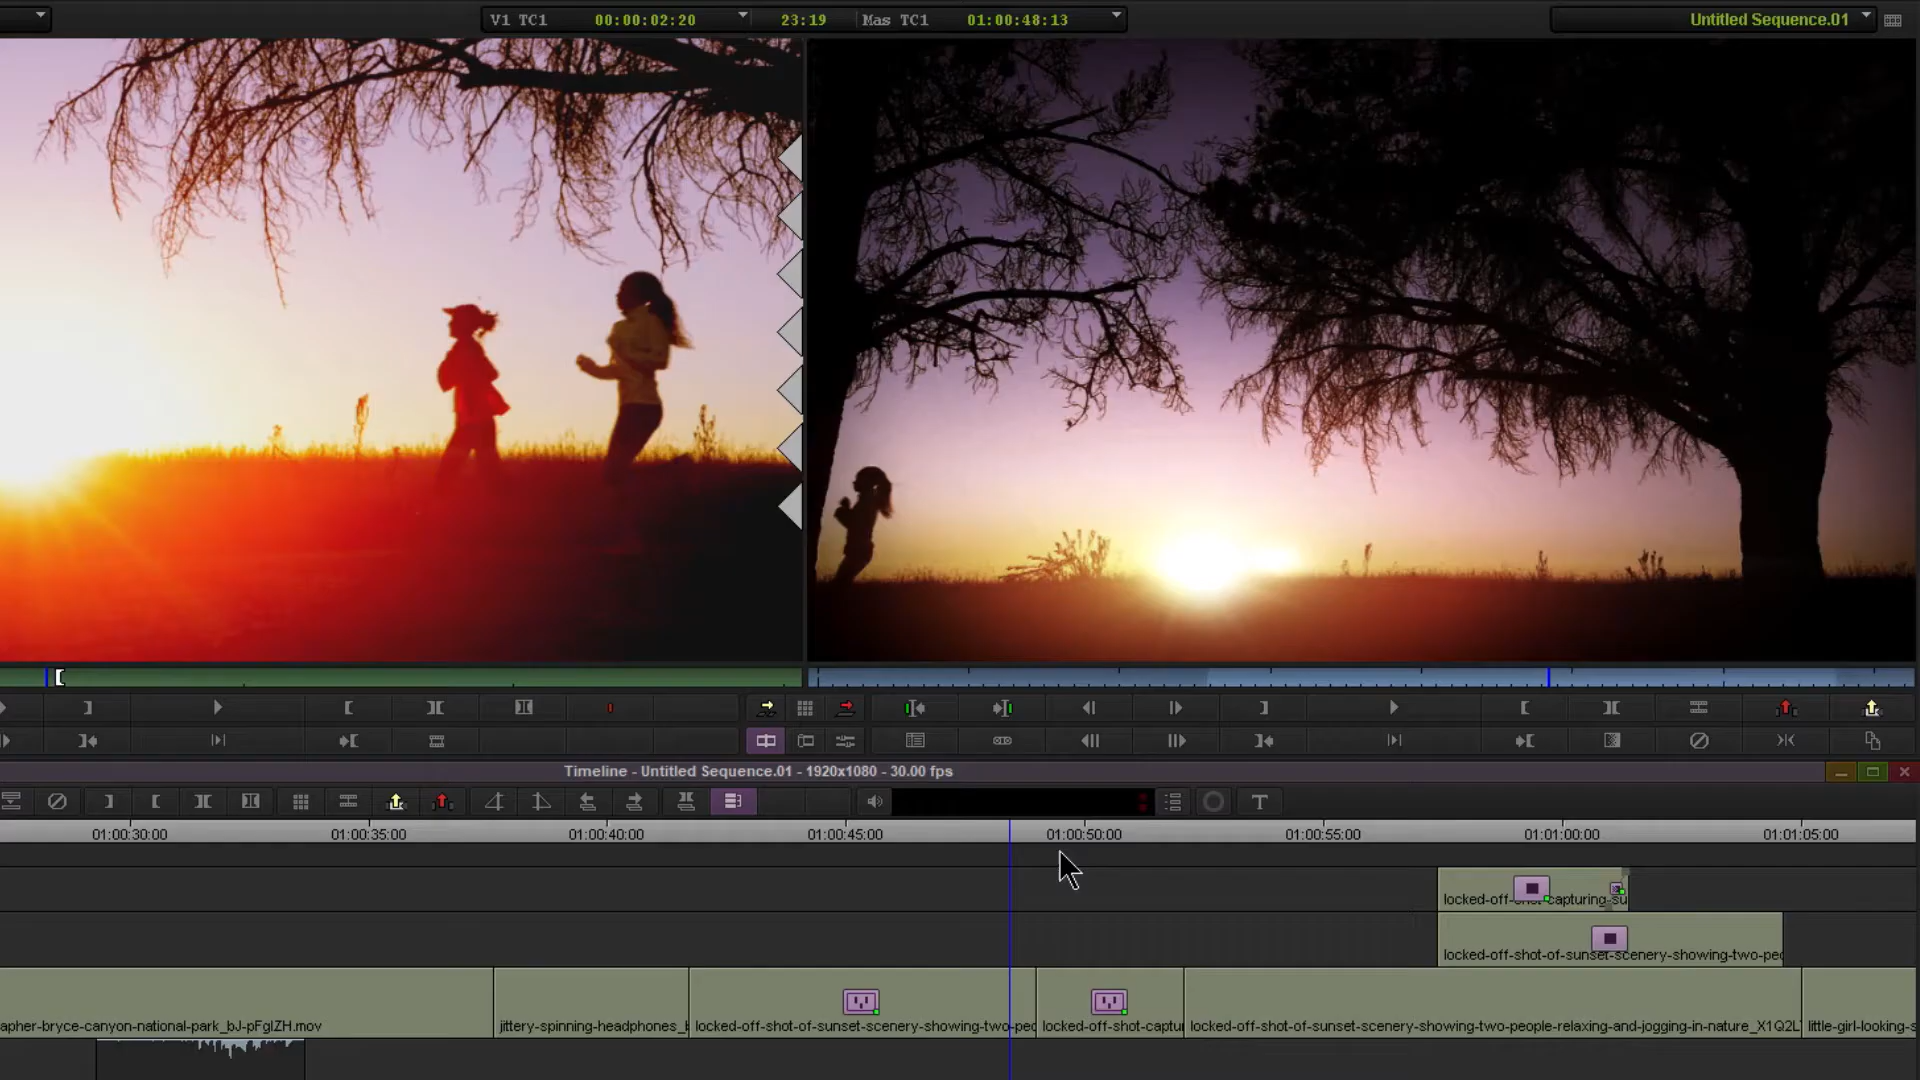 V1 TC1 00:00:02:20 23:19 Mas TC1 01:00:48:13 Untitled Sequence.01
Timeline - Untitled Sequence.01 - 1920x1080 - 30.00 fps
T
01:00:30:00 01:00:35:00 01:00:40:00 01:00:45:00 01:00:50:00 01:00:55:00 01:01:00:00 01:01:05:00
locked-off-shot-capturing-su
locked-off-shot-of-sunset-scenery-showing-two-peo
apher-bryce-canyon-national-park_bJ-pFglZH.mov jittery-spinning-headphones_ locked-off-shot-of-sunset-scenery-showing-two-peo locked-off-shot-captu locked-off-shot-of-sunset-scenery-showing-two-people-relaxing-and-jogging-in-nature_X1Q2L little-girl-looking-s